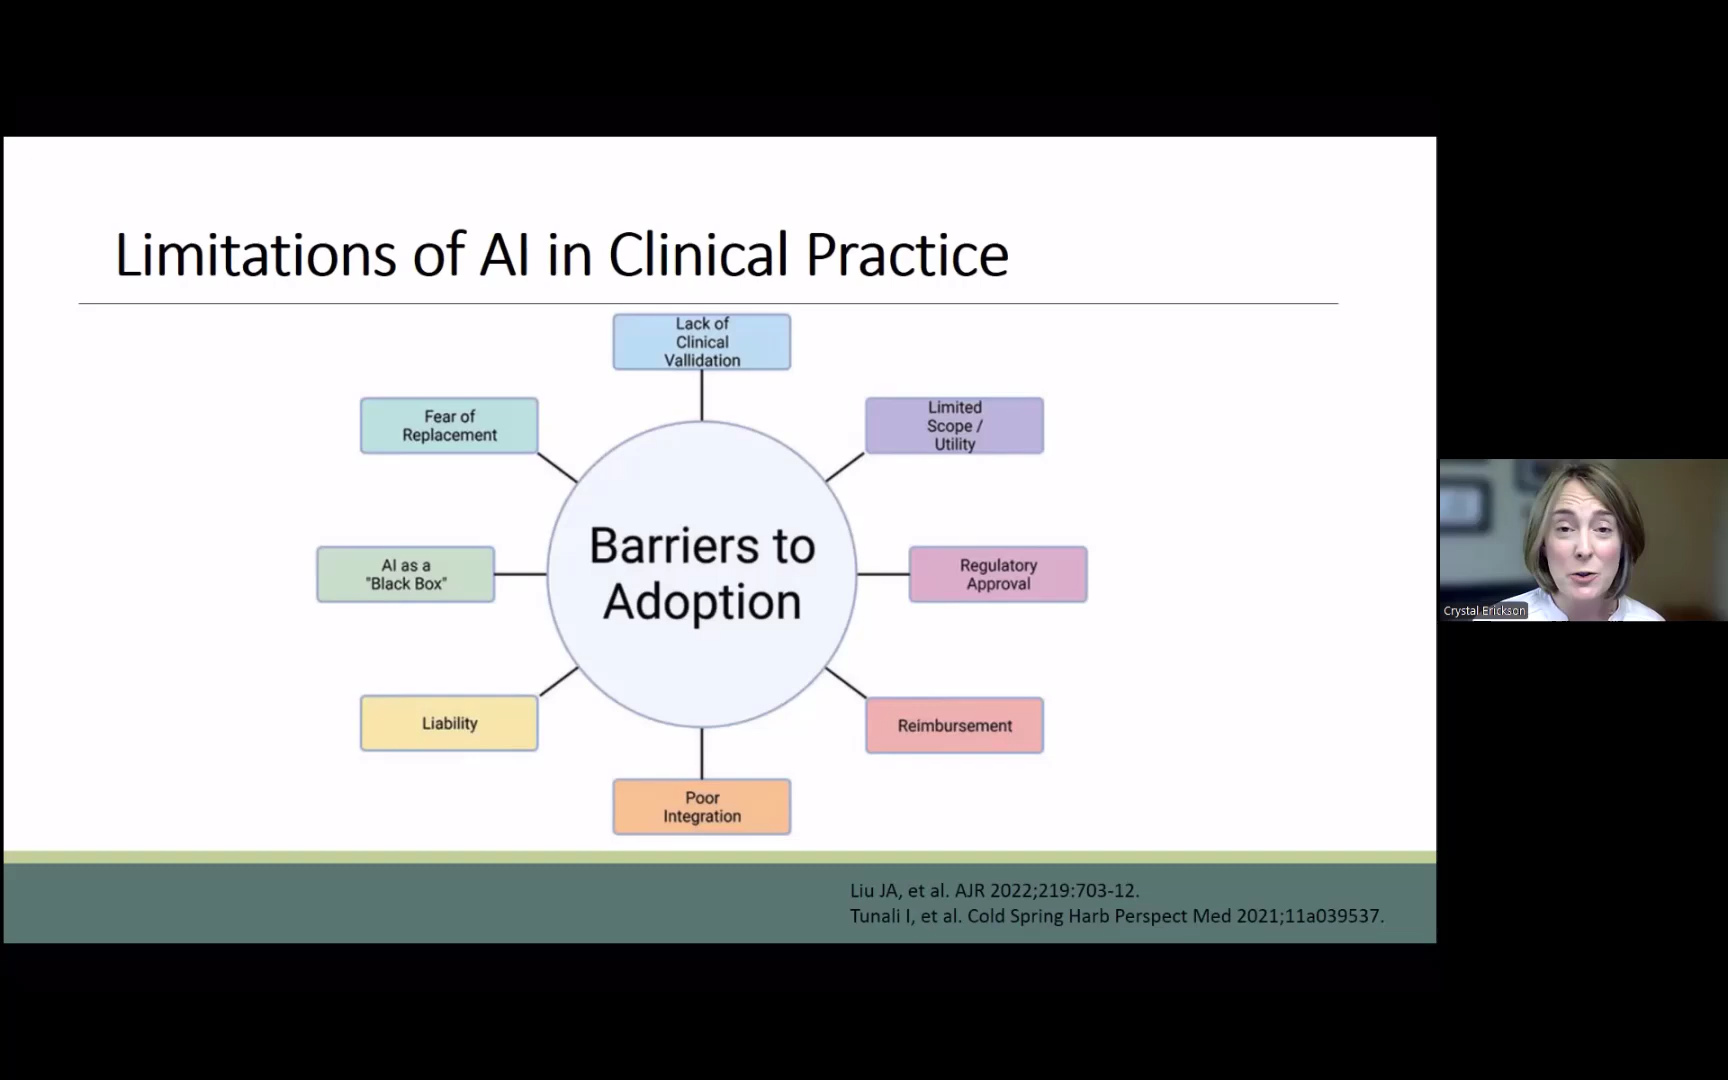 Limitations of AI in Clinical Practice
Lack of
Clinical
Vallidation
Fear of
Replacement
Limited
Scope /
Utility
AI as a
"Black Box"
Barriers to
Adoption
Regulatory
Approval
Liability
Reimbursement
Poor
Integration
Liu JA, et al. AJR 2022;219:703-12.
Tunali I, et al. Cold Spring Harb Perspect Med 2021;11a039537.
Crystal Erickson